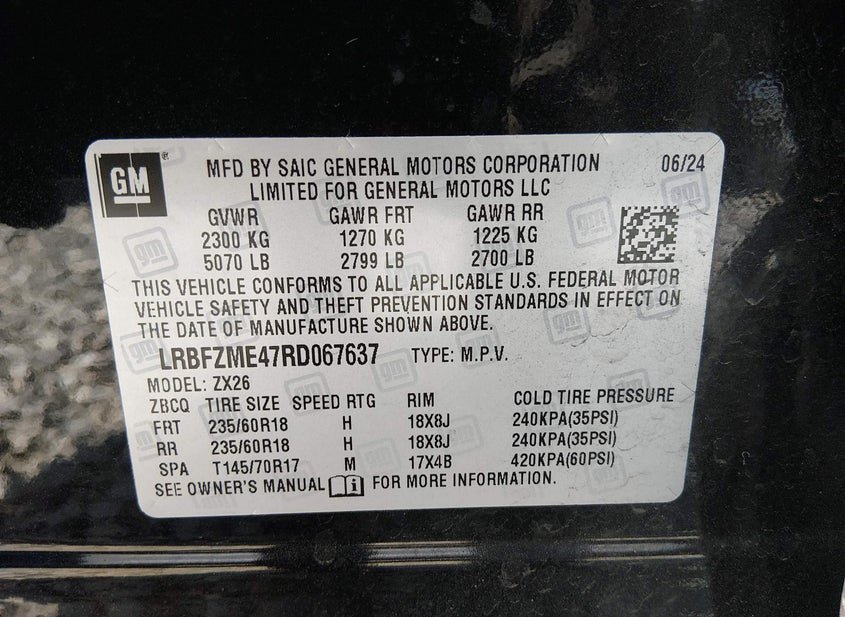 GM
MFD BY SAIC GENERAL MOTORS CORPORATION 06/24
LIMITED FOR GENERAL MOTORS LLC
GVWR GAWR FRT GAWR RR
2300 KG 1270 KG 1225 KG
5070 LB 2799 LB 2700 LB
THIS VEHICLE CONFORMS TO ALL APPLICABLE U.S. FEDERAL MOTOR
VEHICLE SAFETY AND THEFT PREVENTION STANDARDS IN EFFECT ON
THE DATE OF MANUFACTURE SHOWN ABOVE.
LRBFZME47RD067637 TYPE: M.P.V.
MODEL: ZX26
ZBCQ TIRE SIZE SPEED RTG RIM COLD TIRE PRESSURE
FRT 235/60R18 H 18X8J 240KPA(35PSI)
RR 235/60R18 H 18X8J 240KPA(35PSI)
SPA T145/70R17 M 17X4B 420KPA(60PSI)
SEE OWNER'S MANUAL i FOR MORE INFORMATION.